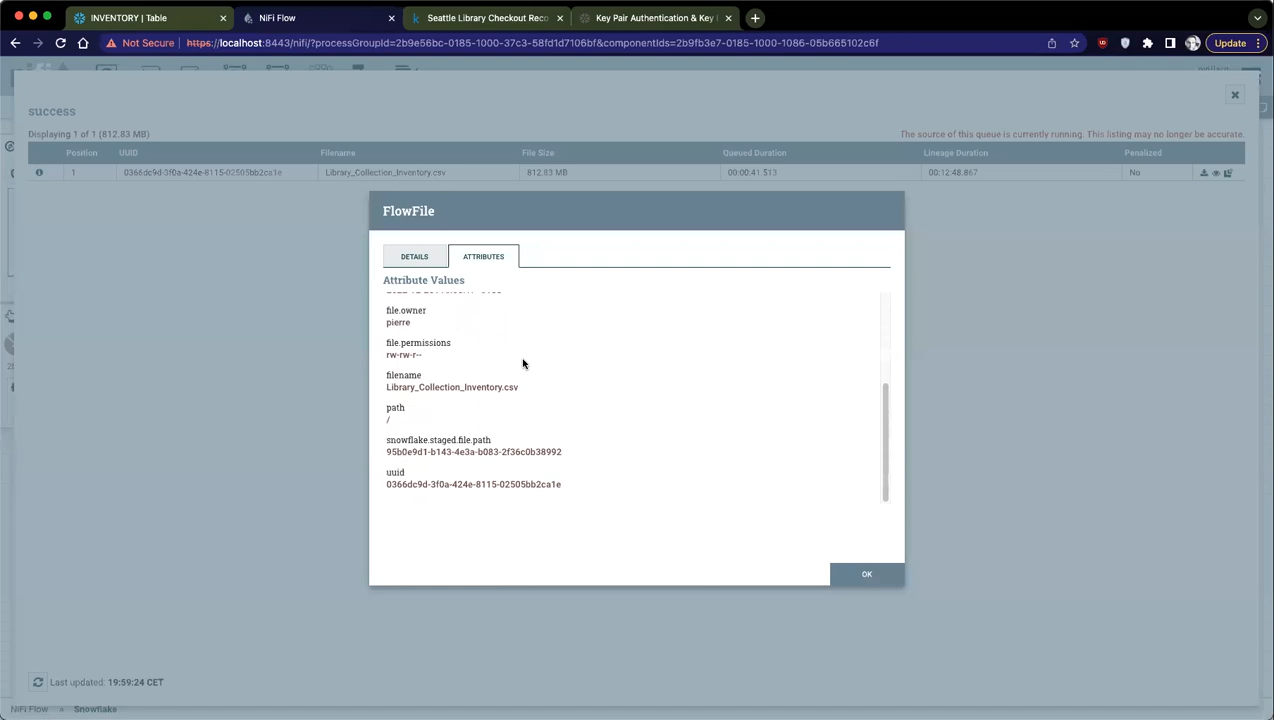 INVENTORY | Table
NiFi Flow
Seattle Library Checkout Reco
Key Pair Authentication & Key
Not Secure
https://localhost:8443/nifi/?processGroupId=2b9e56bc-0185-1000-37c3-58fd1d7106bf&componentIds=2b9fb3e7-0185-1000-1086-05b665102c6f
Update
success
Displaying 1 of 1 (812.83 MB)
The source of this queue is currently running. This listing may no longer be accurate.
Position UUID Filename File Size Queued Duration Lineage Duration Penalized
1 0366dc9d-3f0a-424e-8115-02505bb2ca1e Library_Collection_Inventory.csv 812.83 MB 00:00:41.513 00:12:48.867 No
FlowFile
DETAILS
ATTRIBUTES
Attribute Values
file.owner
pierre
file.permissions
rw-rw-r--
filename
Library_Collection_Inventory.csv
path
/
snowflake.staged.file.path
95b0e9d1-b143-4e3a-b083-2f36c0b38992
uuid
0366dc9d-3f0a-424e-8115-02505bb2ca1e
OK
Last updated: 19:59:24 CET
NiFi Flow » Snowflake